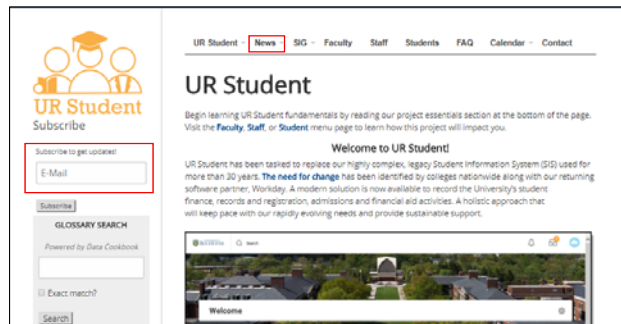 UR Student
Subscribe
Subscribe to get updates!
E-Mail
Subscribe
GLOSSARY SEARCH
Powered by Data Cookbook
Exact match?
Search
UR Student News SIG Faculty Staff Students FAQ Calendar Contact
UR Student
Begin learning UR Student fundamentals by reading our project essentials section at the bottom of the page.
Visit the Faculty, Staff, or Student menu page to learn how this project will impact you.
Welcome to UR Student!
UR Student has been tasked to replace our highly complex, legacy Student Information System (SIS) used for
more than 30 years. The need for change has been identified by colleges nationwide along with our returning
software partner, Workday. A modern solution is now available to record the University's student
finance, records and registration, admissions and financial aid activities. A holistic approach that
will keep pace with our rapidly evolving needs and provide sustainable support.
Search
Welcome